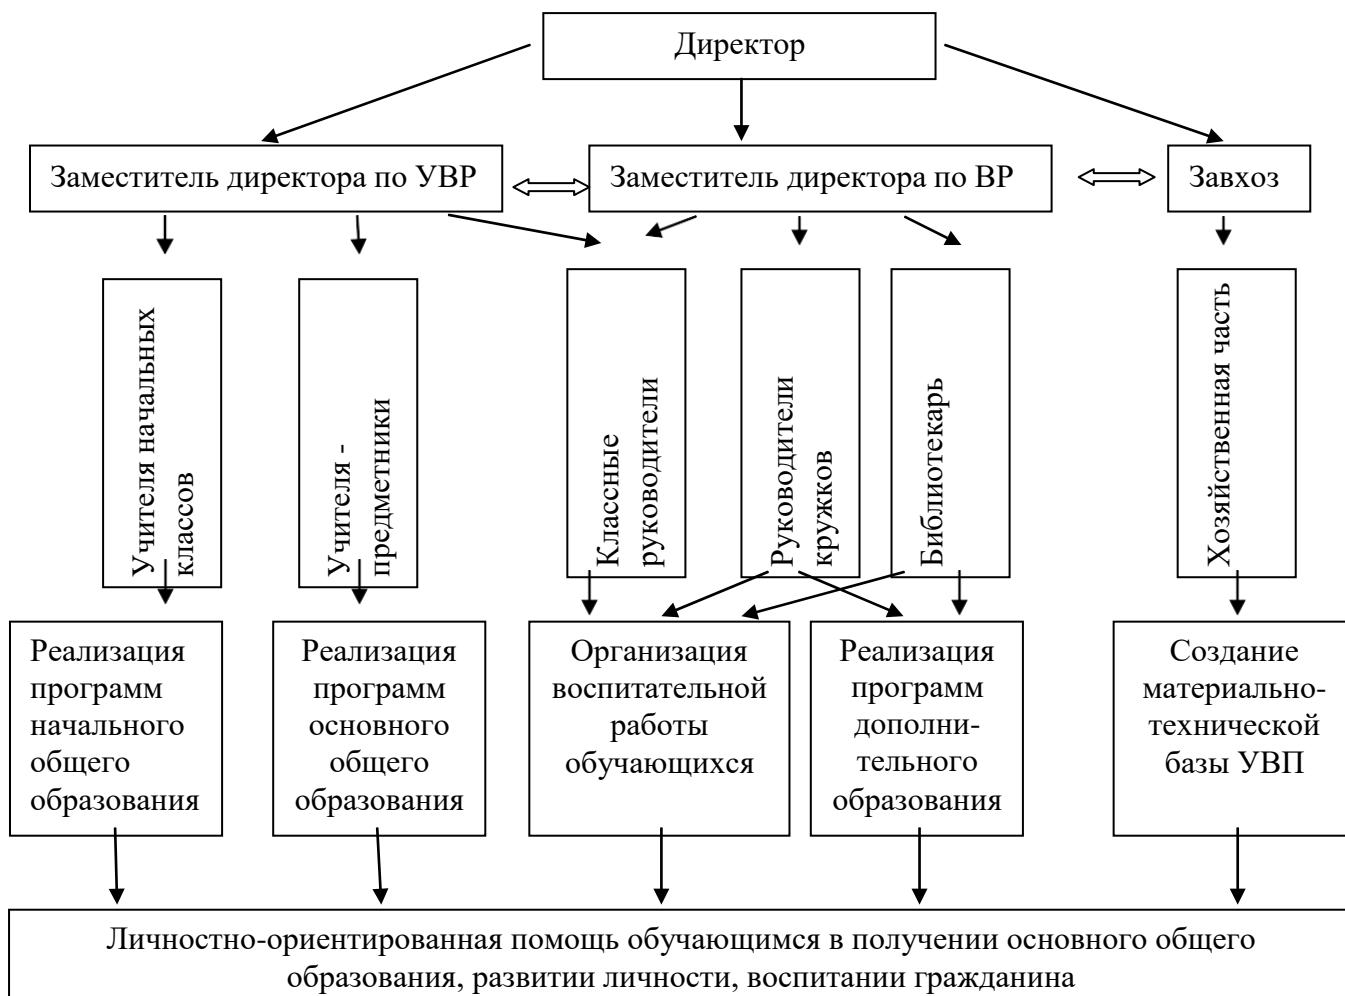 Директор
Заместитель директора по УВР
Заместитель директора по ВР
Завхоз
Учителя начальных
классов
Учителя -
предметники
Классные
руководители
Руководители
кружков
Библиотекарь
Хозяйственная часть
Реализация
программ
начального
общего
образования
Реализация
программ
основного
общего
образования
Организация
воспитательной
работы
обучающихся
Реализация
программ
дополни-
тельного
образования
Создание
материально-
технической
базы УВП
Личностно-ориентированная помощь обучающимся в получении основного общего
образования, развитии личности, воспитании гражданина